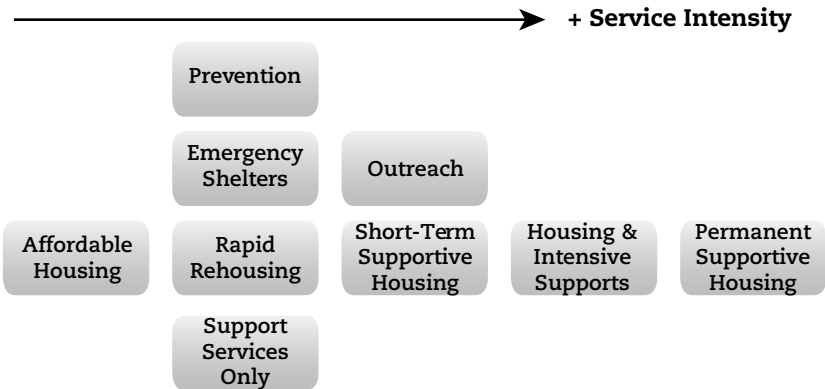 + Service Intensity
Prevention
Emergency
Shelters
Outreach
Affordable
Housing
Rapid
Rehousing
Short-Term
Supportive
Housing
Housing &
Intensive
Supports
Permanent
Supportive
Housing
Support
Services
Only